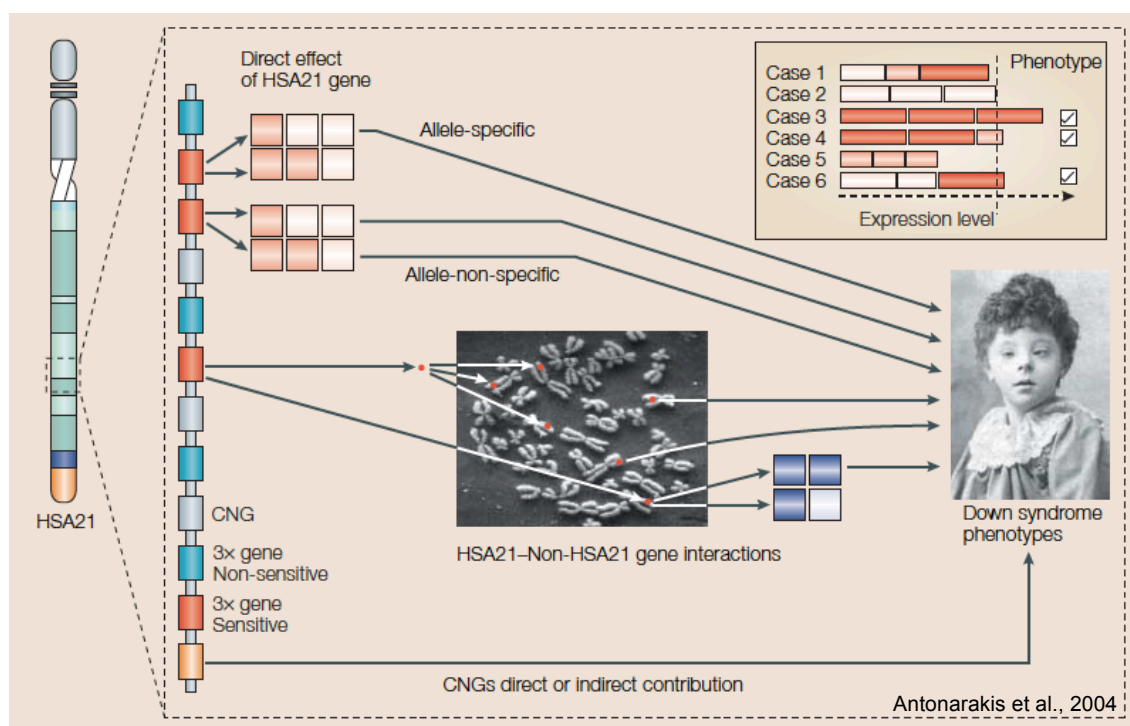 Direct effect
of HSA21 gene
Allele-specific
Allele-non-specific
Phenotype
Case 1
Case 2
Case 3
Case 4
Case 5
Case 6
Expression level
HSA21
CNG
3× gene
Non-sensitive
3× gene
Sensitive
HSA21–Non-HSA21 gene interactions
Down syndrome
phenotypes
CNGs direct or indirect contribution
Antonarakis et al., 2004